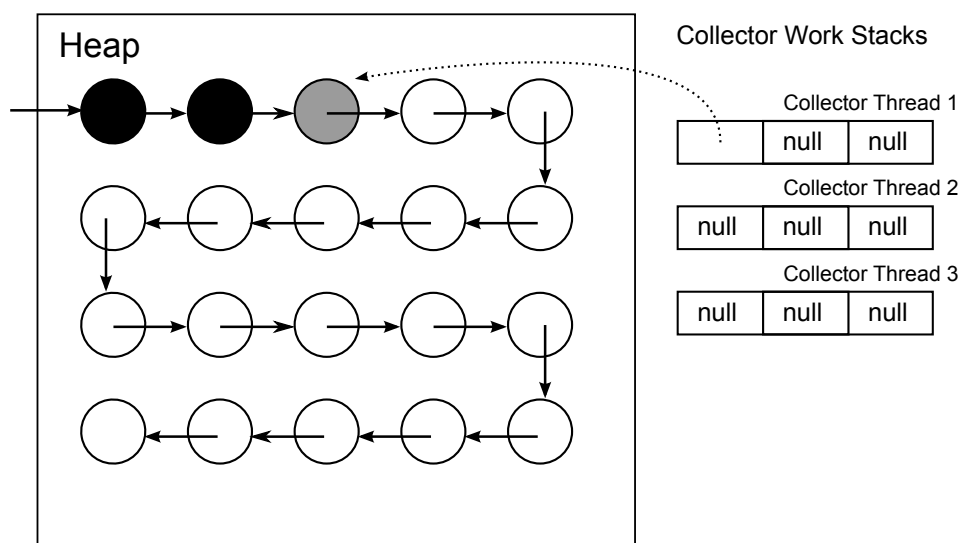 Heap
Collector Work Stacks
Collector Thread 1
null null
Collector Thread 2
null null null
Collector Thread 3
null null null